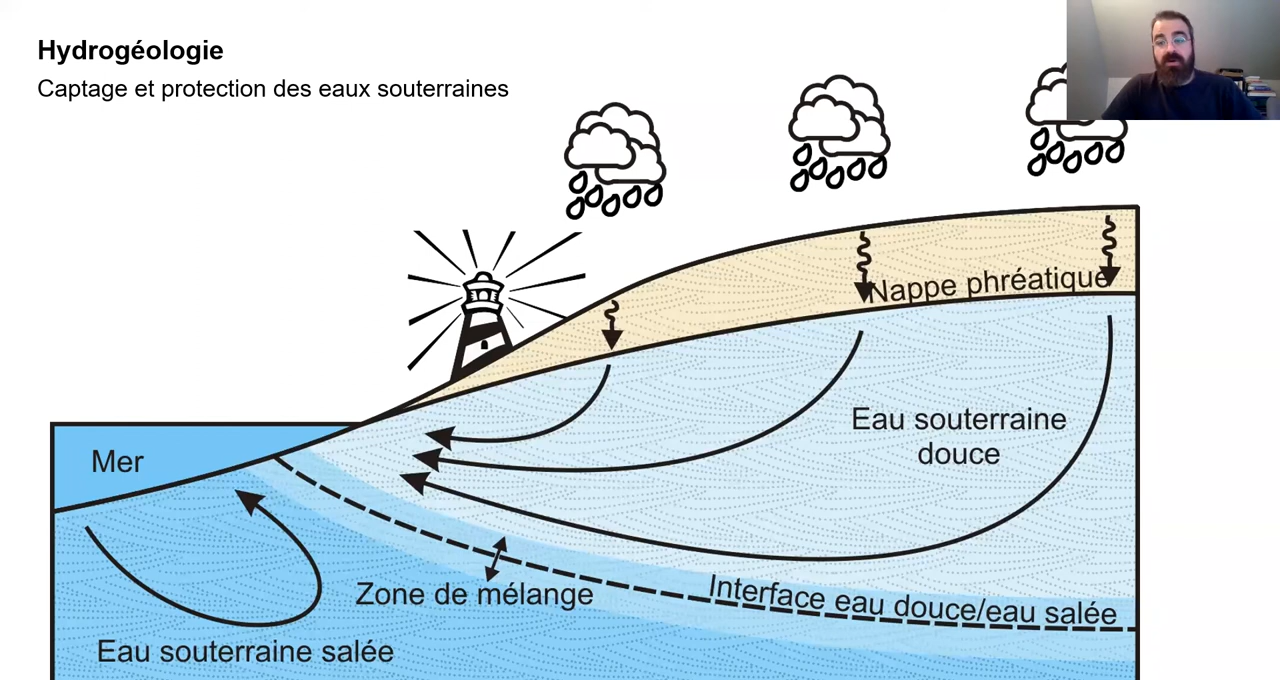 Hydrogéologie
Captage et protection des eaux souterraines
Nappe phréatique
Eau souterraine
douce
Mer
Zone de mélange
Interface eau douce/eau salée
Eau souterraine salée